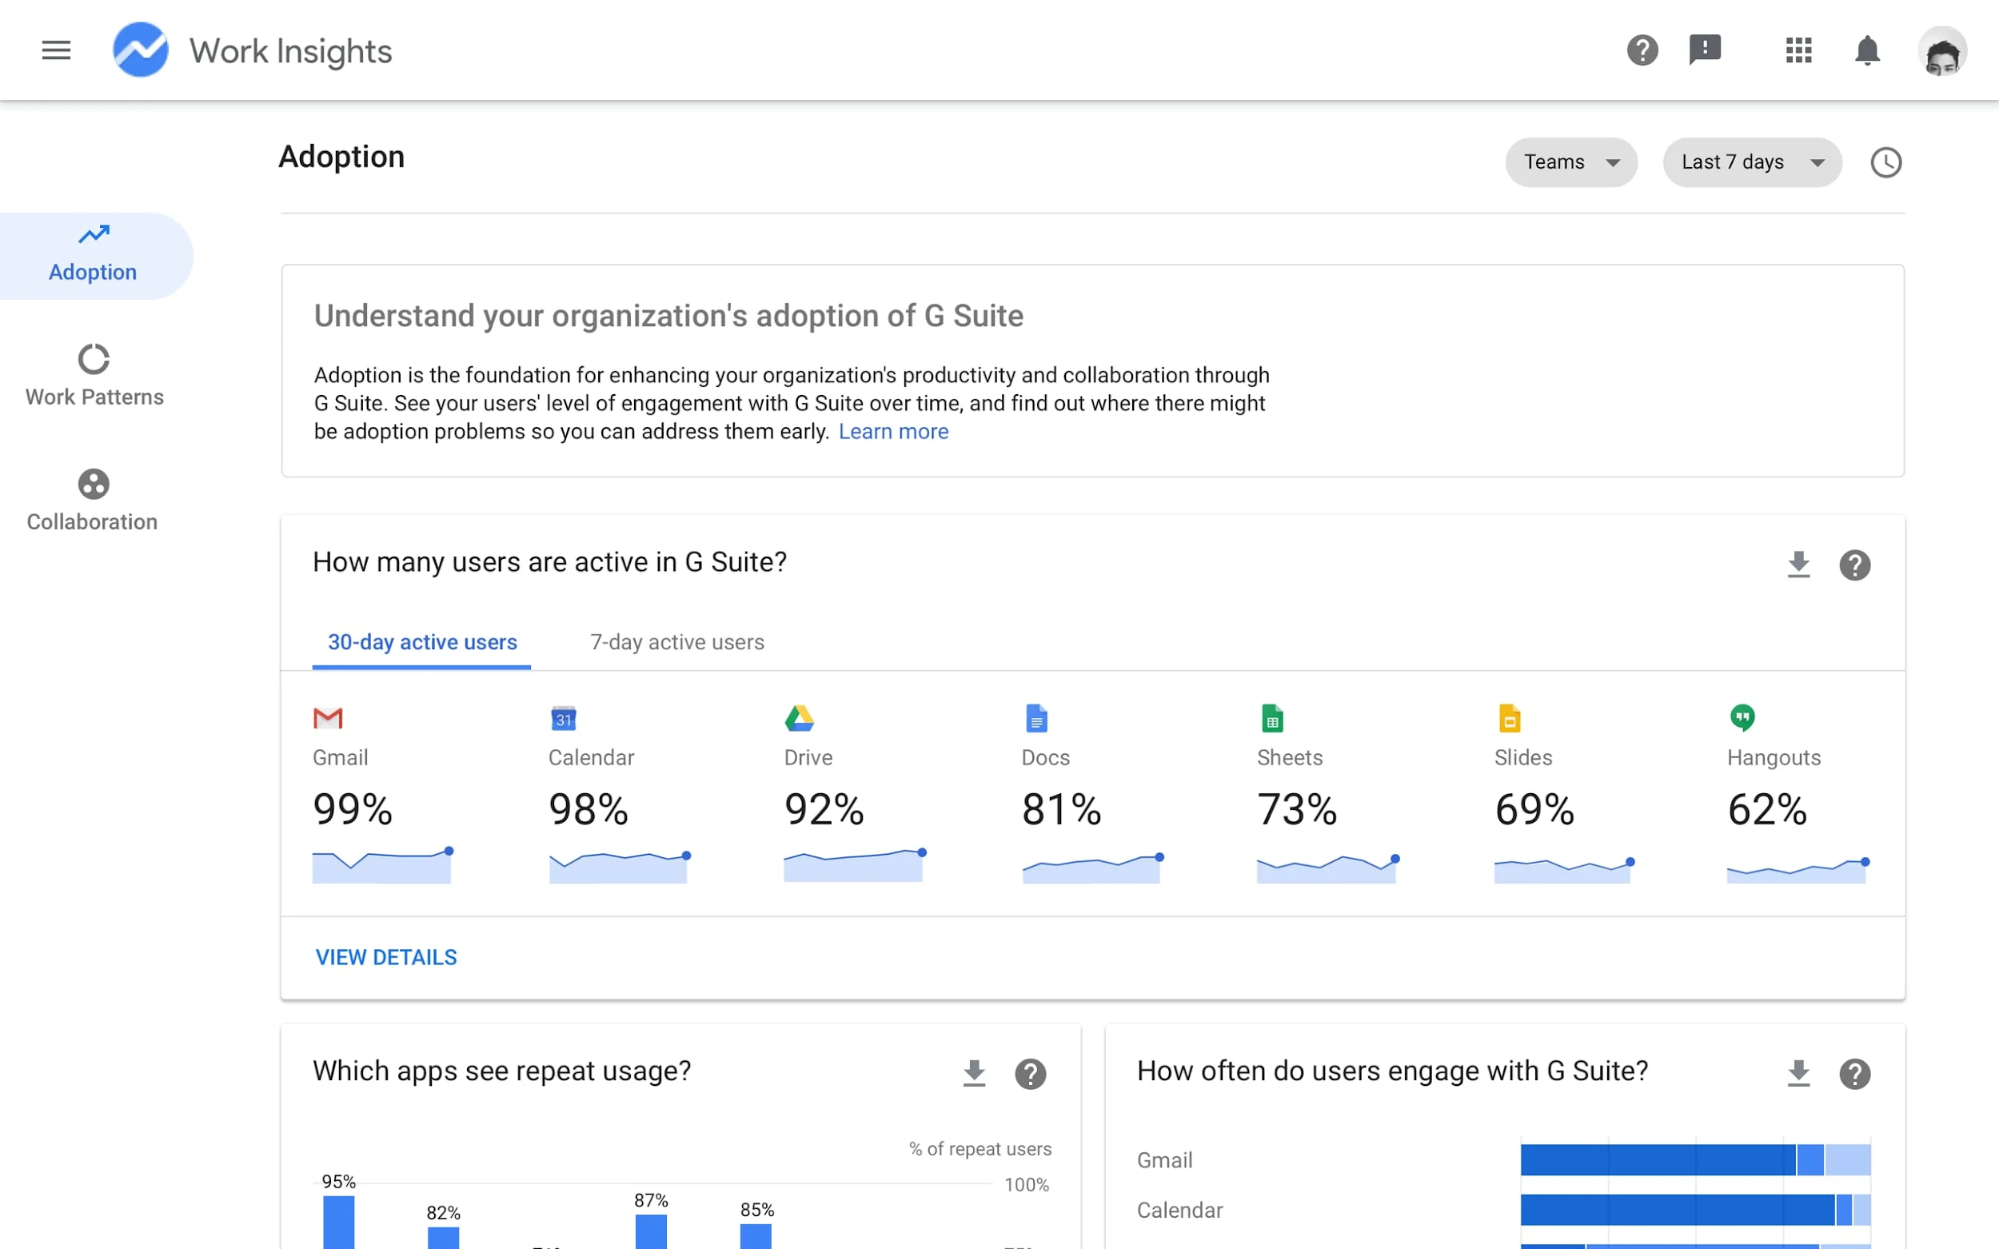 Work Insights
Adoption
Teams
Last 7 days
Adoption
Work Patterns
Collaboration
Understand your organization's adoption of G Suite
Adoption is the foundation for enhancing your organization's productivity and collaboration through
G Suite. See your users' level of engagement with G Suite over time, and find out where there might
be adoption problems so you can address them early. Learn more
How many users are active in G Suite?
30-day active users
7-day active users
31
Gmail
Calendar
Drive
Docs
Sheets
Slides
Hangouts
99%
98%
92%
81%
73%
69%
62%
VIEW DETAILS
Which apps see repeat usage?
% of repeat users
100%
95%
82%
87%
85%
How often do users engage with G Suite?
Gmail
Calendar